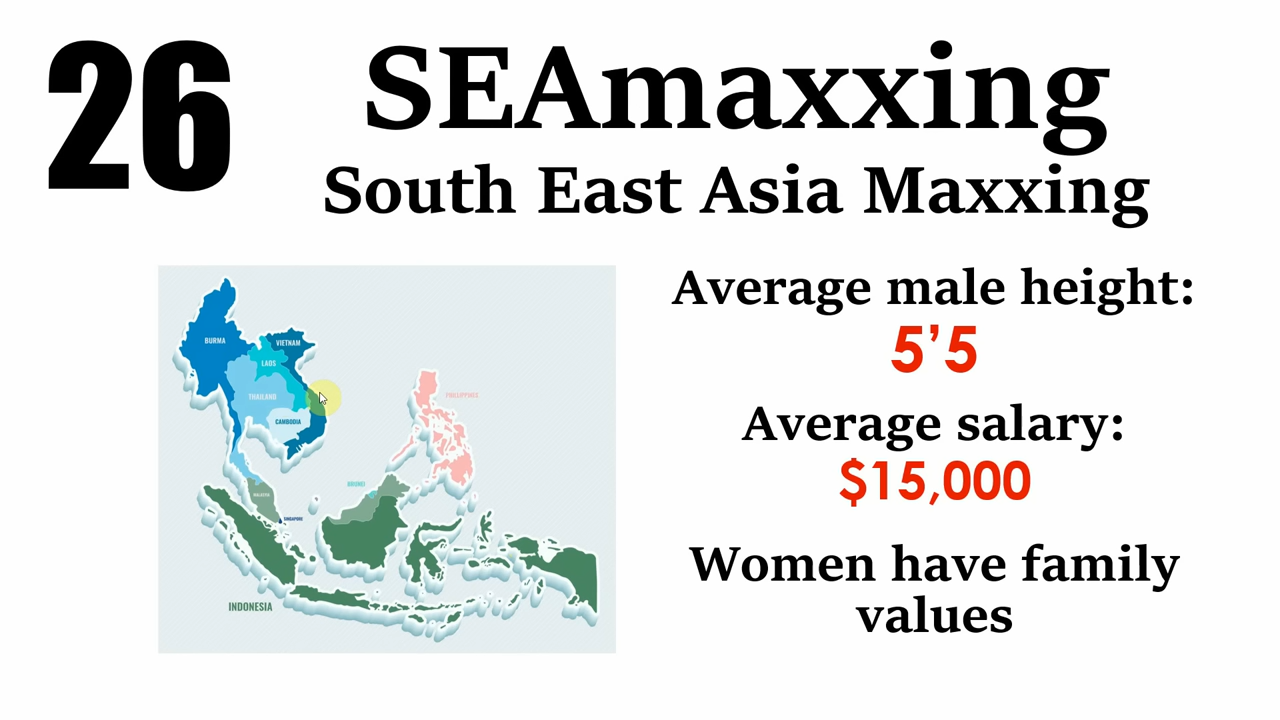 26
SEAmaxxing
South East Asia Maxxing
Average male height:
5’5
Average salary:
$15,000
Women have family
values
BURMA
VIETNAM
LAOS
THAILAND
CAMBODIA
PHILIPPINES
BRUNEI
MALAYSIA
SINGAPORE
INDONESIA